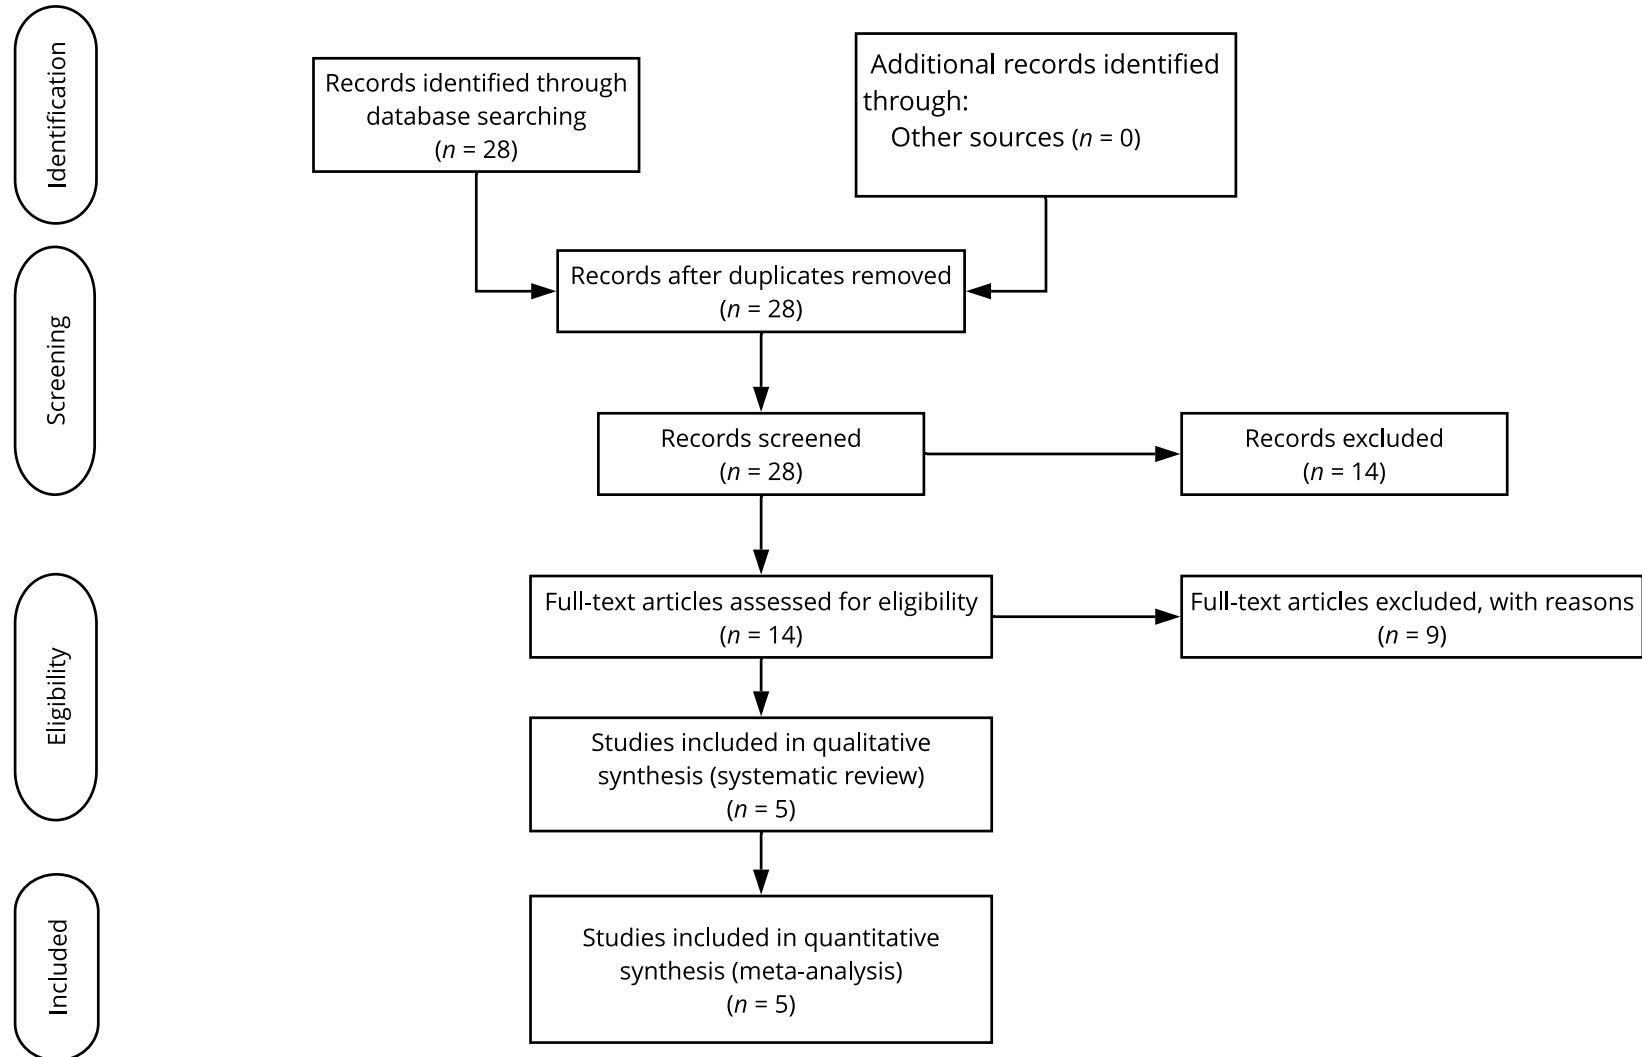 Identification
Records identified through
database searching
(n = 28)
Additional records identified
through:
Other sources (n = 0)
Screening
Records after duplicates removed
(n = 28)
Records screened
(n = 28)
Records excluded
(n = 14)
Eligibility
Full-text articles assessed for eligibility
(n = 14)
Full-text articles excluded, with reasons
(n = 9)
Studies included in qualitative
synthesis (systematic review)
(n = 5)
Included
Studies included in quantitative
synthesis (meta-analysis)
(n = 5)